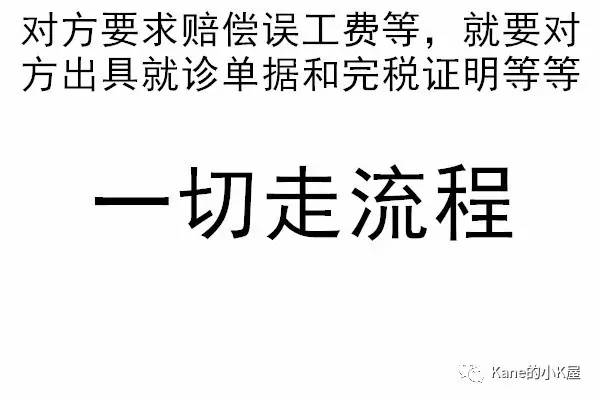 对方要求赔偿误工费等，就要对
方出具就诊单据和完税证明等等
一切走流程
Kane的小K屋